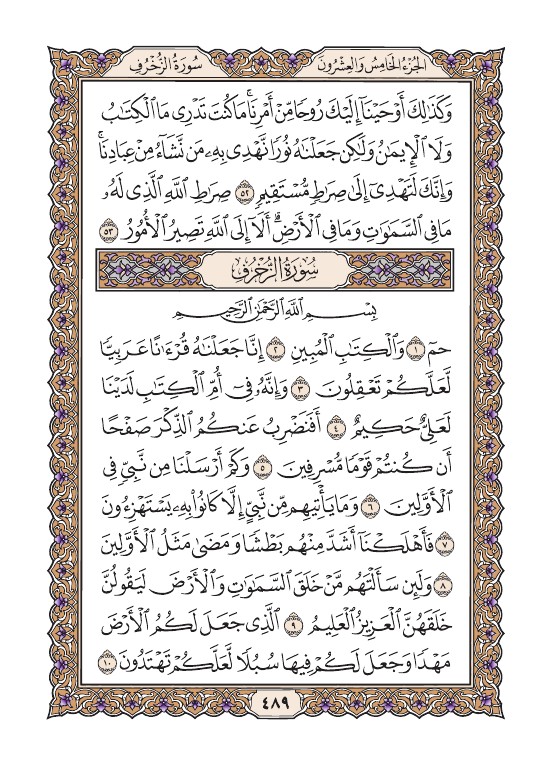 الجزء الخامس والعشرون
سورة الزخرف
وَكَذَٰلِكَ أَوْحَيْنَآ إِلَيْكَ رُوحًا مِّنْ أَمْرِنَا ۚ مَا كُنتَ تَدْرِى مَا ٱلْكِتَٰبُ
وَلَا ٱلْإِيمَٰنُ وَلَٰكِن جَعَلْنَٰهُ نُورًا نَّهْدِى بِهِۦ مَن نَّشَآءُ مِنْ عِبَادِنَا ۚ
وَإِنَّكَ لَتَهْدِىٓ إِلَىٰ صِرَٰطٍ مُّسْتَقِيمٍ ٥٢ صِرَٰطِ ٱللَّهِ ٱلَّذِى لَهُۥ
مَا فِى ٱلسَّمَٰوَٰتِ وَمَا فِى ٱلْأَرْضِ ۗ أَلَآ إِلَى ٱللَّهِ تَصِيرُ ٱلْأُمُورُ ٥٣
سُورَةُ الزُّخْرُفِ
بِسْمِ ٱللَّهِ ٱلرَّحْمَٰنِ ٱلرَّحِيمِ
حمٓ ١ وَٱلْكِتَٰبِ ٱلْمُبِينِ ٢ إِنَّا جَعَلْنَٰهُ قُرْءَٰنًا عَرَبِيًّا
لَّعَلَّكُمْ تَعْقِلُونَ ٣ وَإِنَّهُۥ فِىٓ أُمِّ ٱلْكِتَٰبِ لَدَيْنَا
لَعَلِىٌّ حَكِيمٌ ٤ أَفَنَضْرِبُ عَنكُمُ ٱلذِّكْرَ صَفْحًا
أَن كُنتُمْ قَوْمًا مُّسْرِفِينَ ٥ وَكَمْ أَرْسَلْنَا مِن نَّبِىٍّ فِى
ٱلْأَوَّلِينَ ٦ وَمَا يَأْتِيهِم مِّن نَّبِىٍّ إِلَّا كَانُوا۟ بِهِۦ يَسْتَهْزِءُونَ
٧ فَأَهْلَكْنَآ أَشَدَّ مِنْهُم بَطْشًا وَمَضَىٰ مَثَلُ ٱلْأَوَّلِينَ
٨ وَلَئِن سَأَلْتَهُم مَّنْ خَلَقَ ٱلسَّمَٰوَٰتِ وَٱلْأَرْضَ لَيَقُولُنَّ
خَلَقَهُنَّ ٱلْعَزِيزُ ٱلْعَلِيمُ ٩ ٱلَّذِى جَعَلَ لَكُمُ ٱلْأَرْضَ
مَهْدًا وَجَعَلَ لَكُمْ فِيهَا سُبُلًا لَّعَلَّكُمْ تَهْتَدُونَ ١٠
٤٨٩